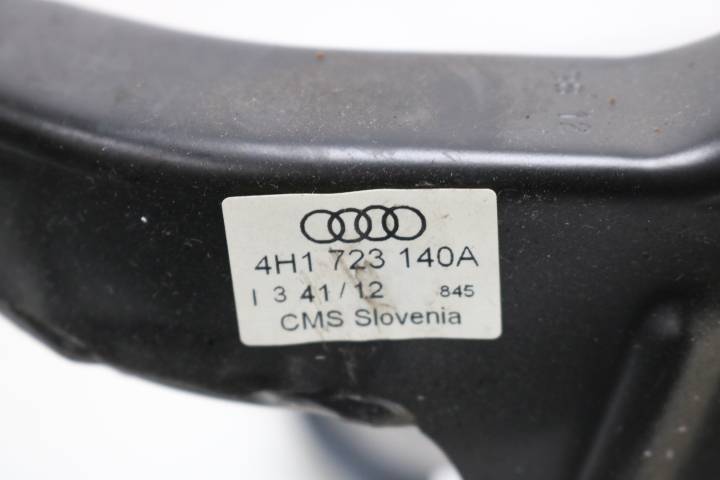 4H1 723 140A
I 3 41/12 845
CMS Slovenia